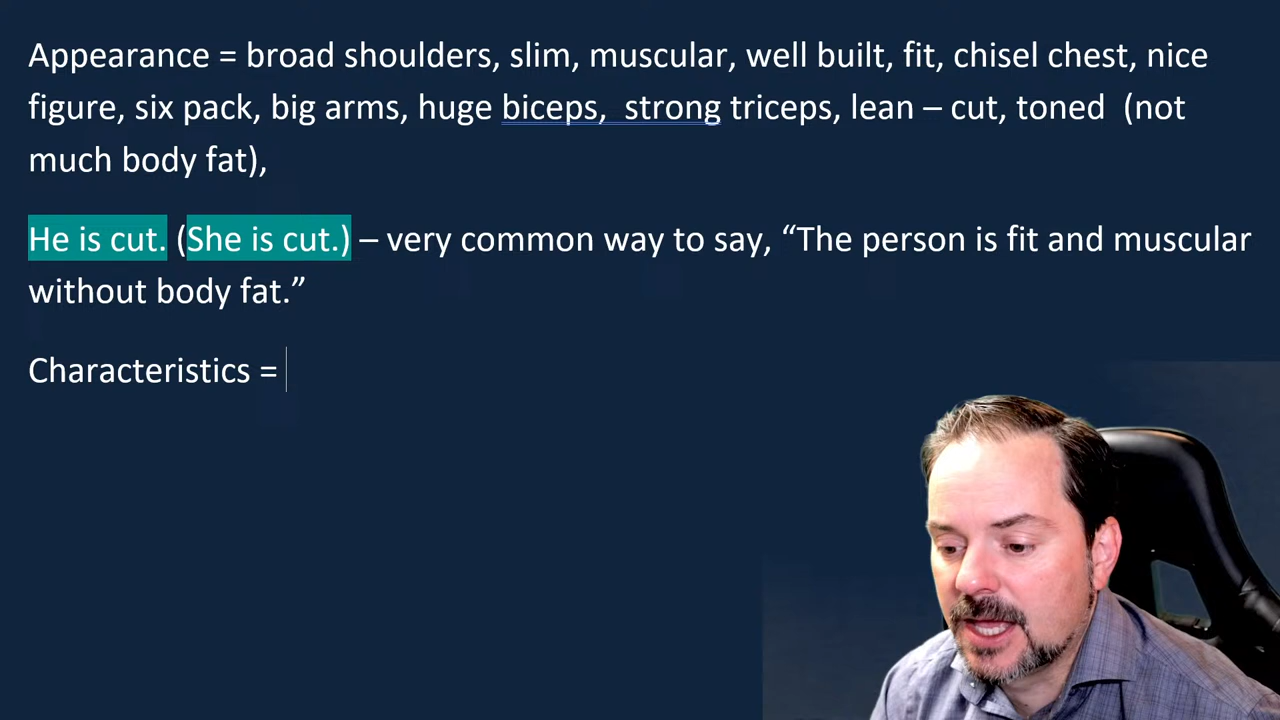 Appearance = broad shoulders, slim, muscular, well built, fit, chisel chest, nice
figure, six pack, big arms, huge biceps,  strong triceps, lean – cut, toned  (not
much body fat),
He is cut. (She is cut.) – very common way to say, “The person is fit and muscular
without body fat.”
Characteristics =